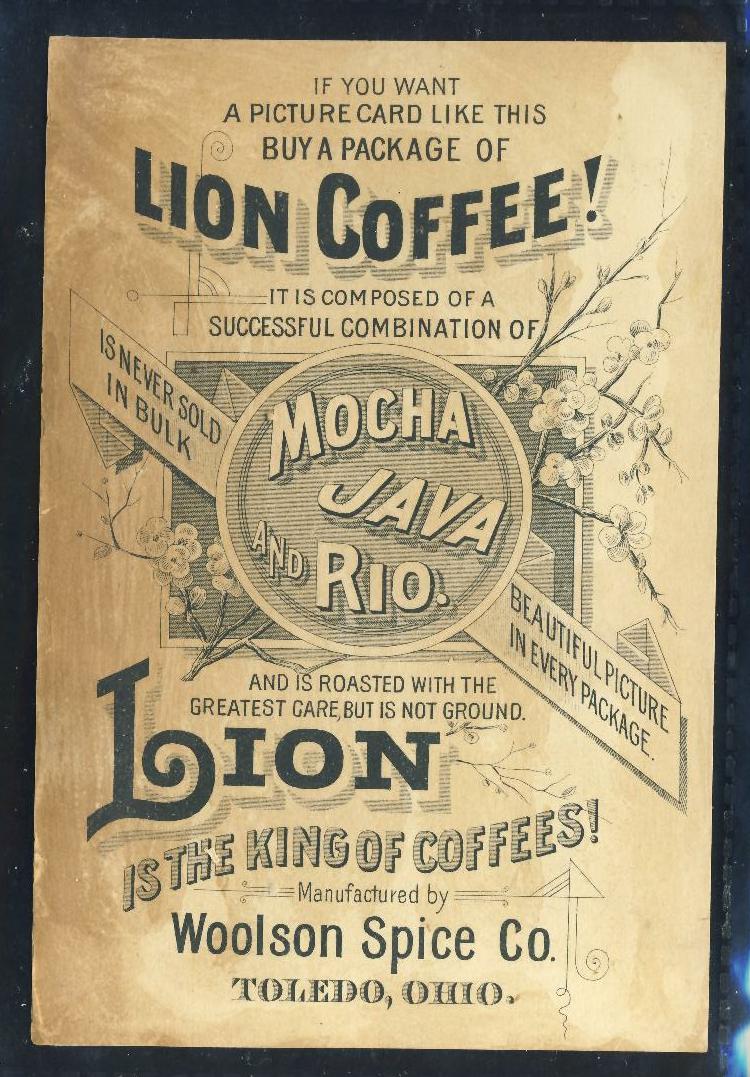 IF YOU WANT
A PICTURE CARD LIKE THIS
BUY A PACKAGE OF
LION COFFEE!
IT IS COMPOSED OF A
SUCCESSFUL COMBINATION OF
IS NEVER SOLD
IN BULK
MOCHA
JAVA
AND RIO.
BEAUTIFUL PICTURE
IN EVERY PACKAGE.
AND IS ROASTED WITH THE
GREATEST CARE, BUT IS NOT GROUND.
LION
IS THE KING OF COFFEES!
Manufactured by
Woolson Spice Co.
TOLEDO, OHIO.